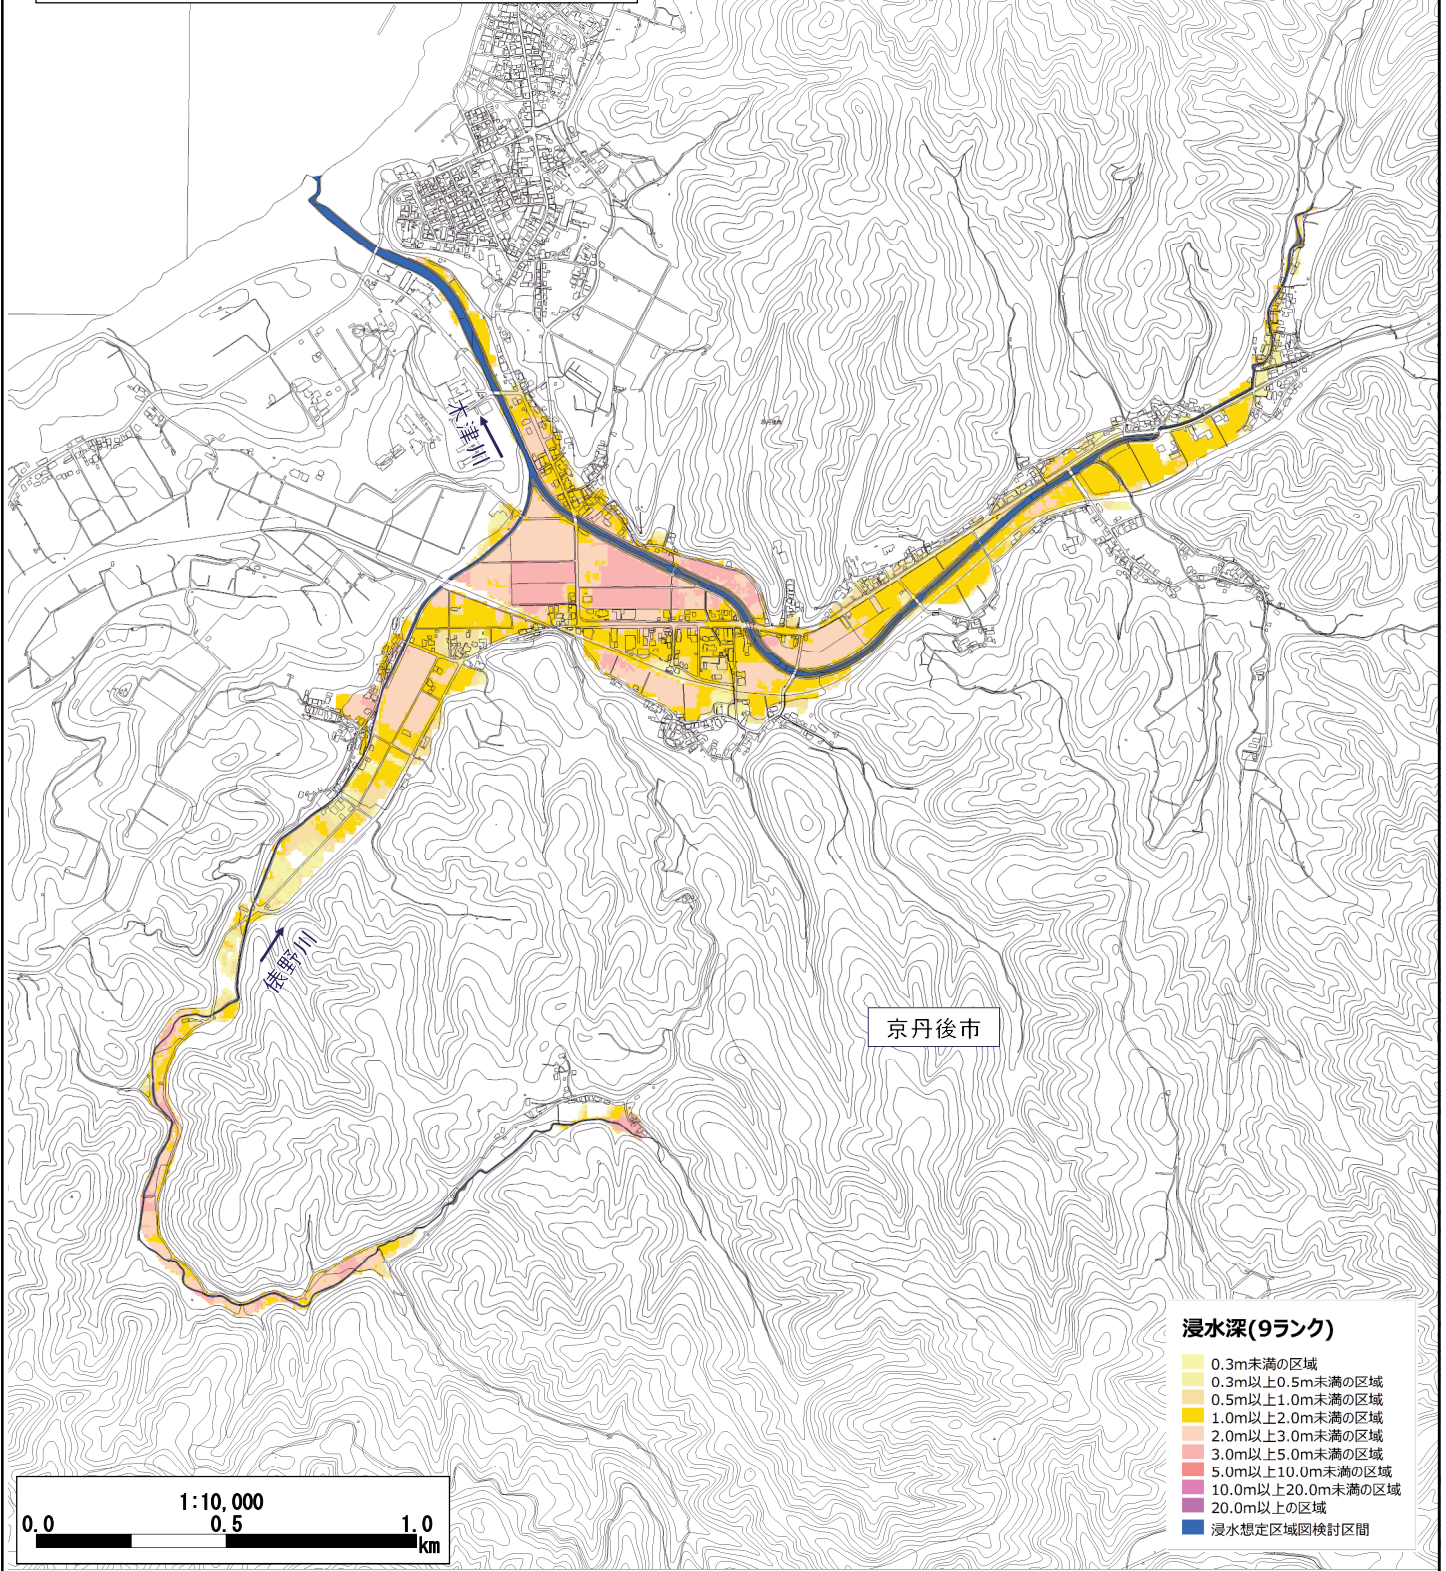 木津川
京丹後市
俵野川
京丹後市
浸水深(9ランク)
0.3m未満の区域
0.3m以上0.5m未満の区域
0.5m以上1.0m未満の区域
1.0m以上2.0m未満の区域
2.0m以上3.0m未満の区域
3.0m以上5.0m未満の区域
5.0m以上10.0m未満の区域
10.0m以上20.0m未満の区域
20.0m以上の区域
浸水想定区域図検討区間
1:10,000
0.0 0.5 1.0
km